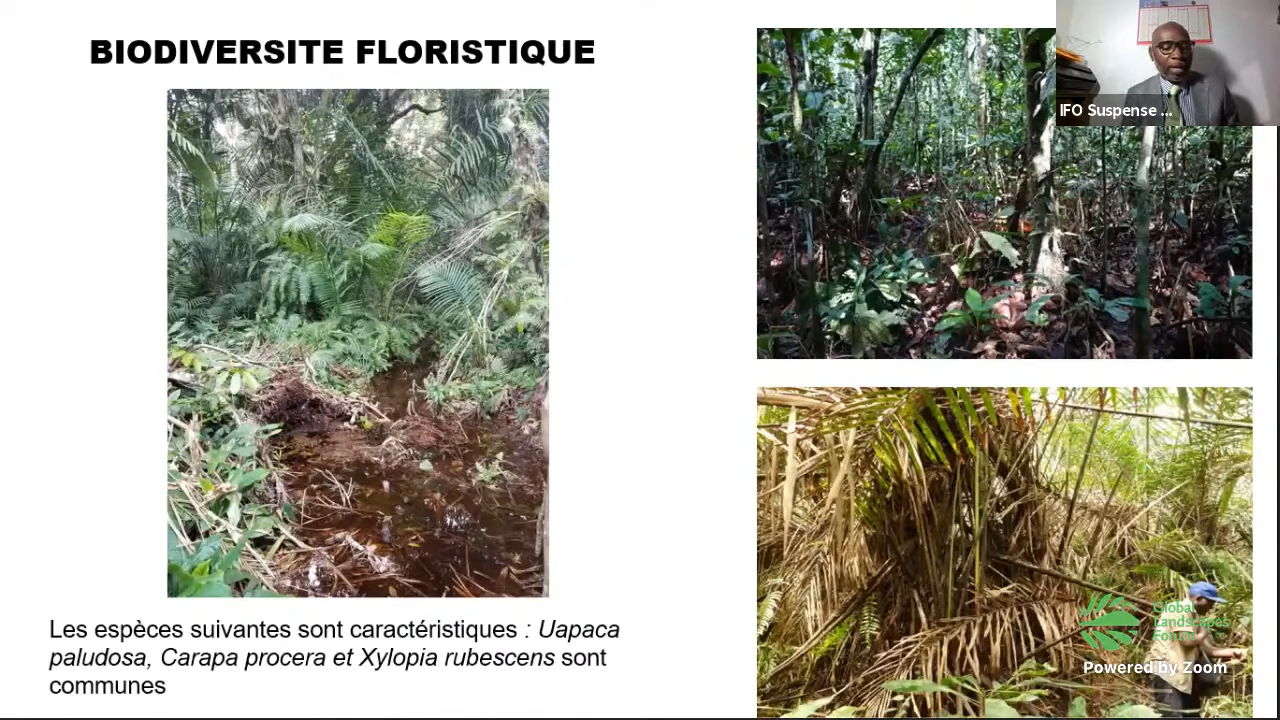 BIODIVERSITE FLORISTIQUE
IFO Suspense ...
Les espèces suivantes sont caractéristiques : Uapaca
paludosa, Carapa procera et Xylopia rubescens sont
communes
Global
Landscapes
Forum
Powered by Zoom